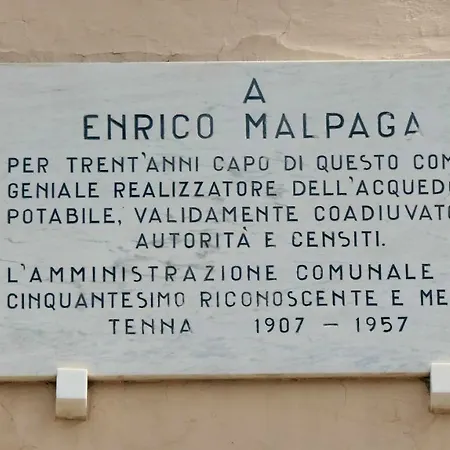 A
ENRICO MALPAGA
PER TRENT'ANNI CAPO DI QUESTO COM
GENIALE REALIZZATORE DELL'ACQUEDO
POTABILE, VALIDAMENTE COADIUVATO
AUTORITÀ E CENSITI.
L'AMMINISTRAZIONE COMUNALE
CINQUANTESIMO RICONOSCENTE E ME
TENNA 1907 - 1957